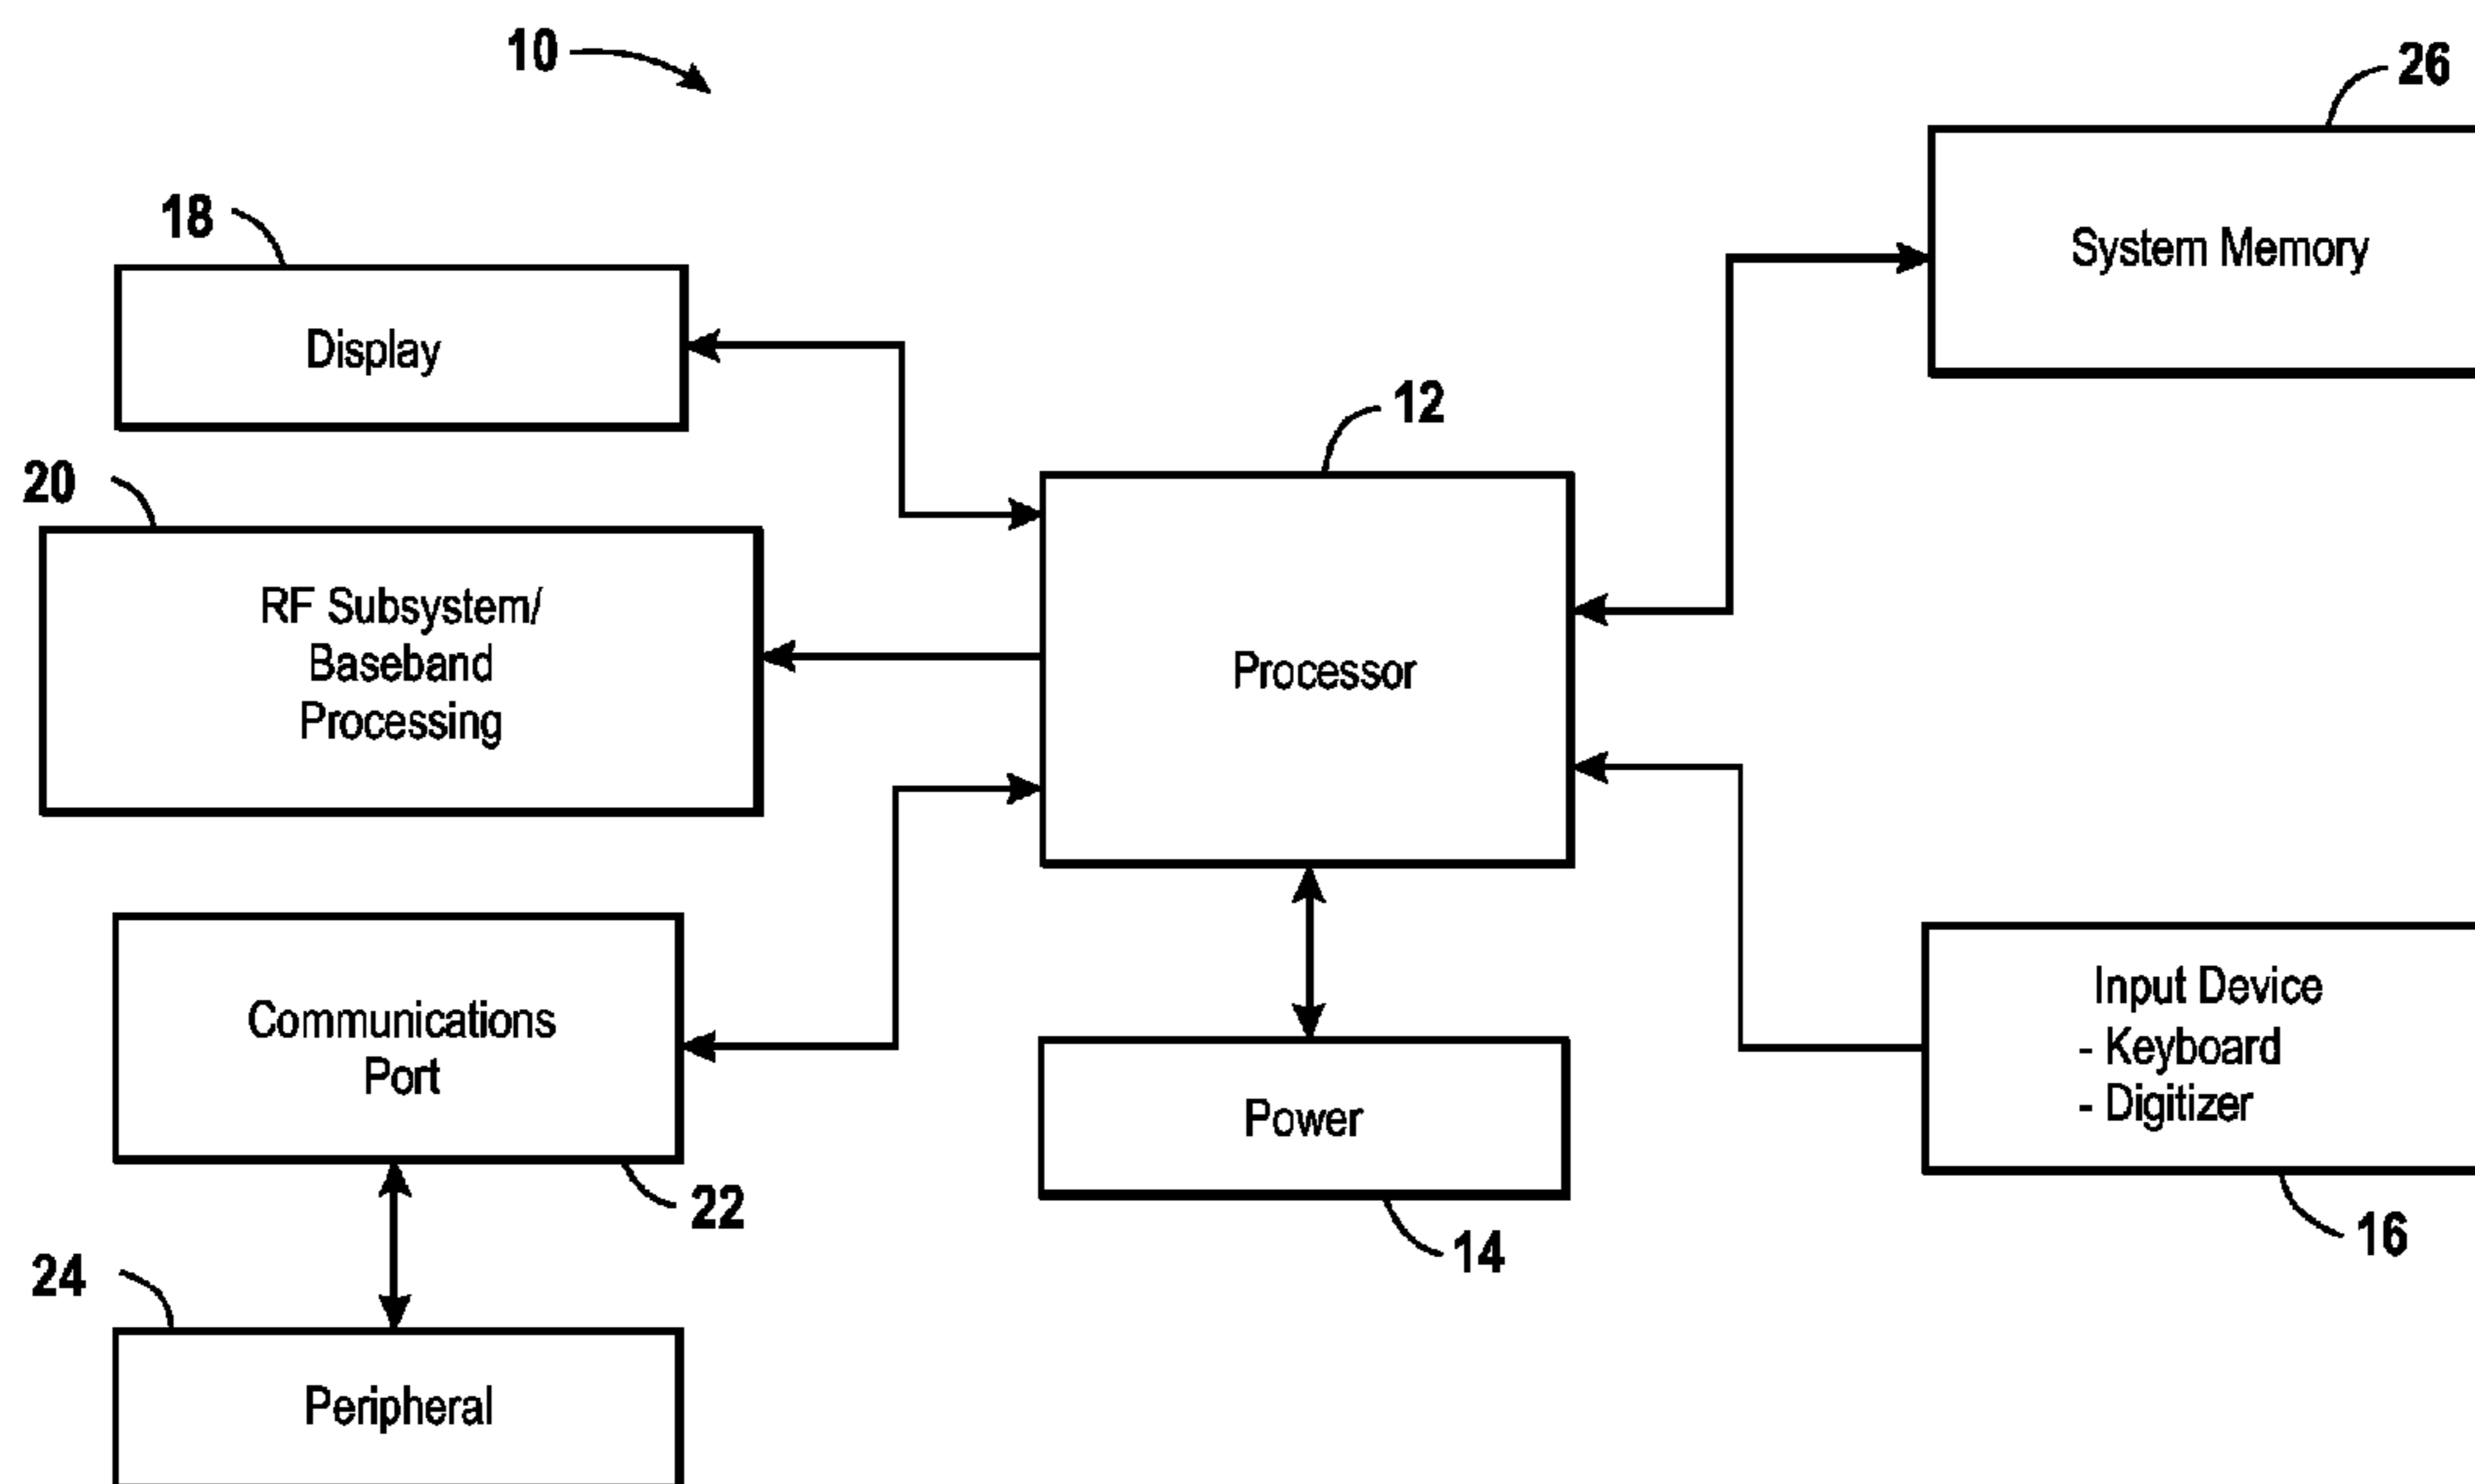 10
26
18
System Memory
Display
12
20
RF Subsystem/
Baseband
Processing
Processor
Communications
Port
Input Device
- Keyboard
- Digitizer
Power
22
14
16
24
Peripheral